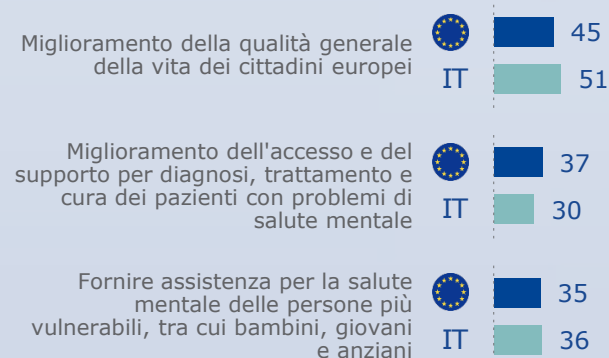 Miglioramento della qualità generale
della vita dei cittadini europei
45
IT 51
Miglioramento dell'accesso e del
supporto per diagnosi, trattamento e
cura dei pazienti con problemi di
salute mentale
37
IT 30
Fornire assistenza per la salute
mentale delle persone più
vulnerabili, tra cui bambini, giovani
e anziani
35
IT 36